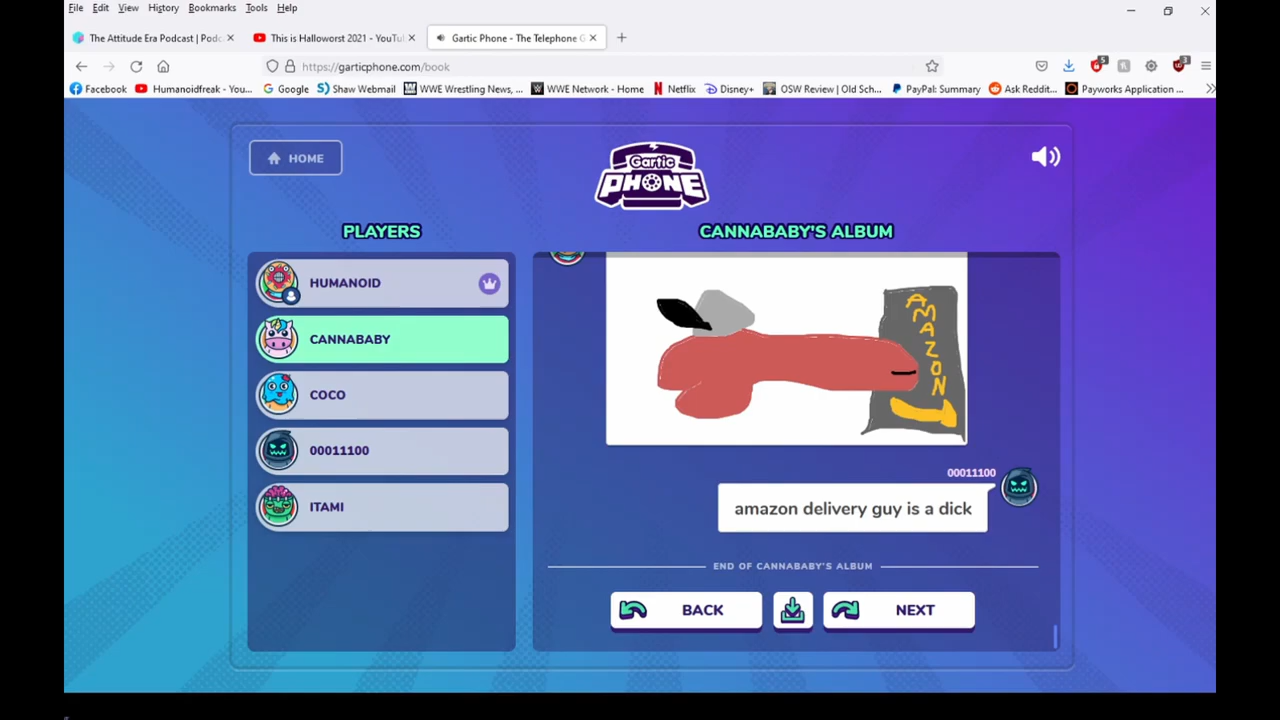 File Edit View History Bookmarks Tools Help
The Attitude Era Podcast | Podc
This is Halloworst 2021 - YouTu
Gartic Phone - The Telephone G
https://garticphone.com/book
Facebook
Humanoidfreak - You...
Google
Shaw Webmail
WWE Wrestling News, ...
WWE Network - Home
Netflix
Disney+
OSW Review | Old Sch...
PayPal: Summary
Ask Reddit...
Payworks Application ...
5
3
HOME
Gartic
PHONE
PLAYERS
CANNABABY'S ALBUM
HUMANOID
CANNABABY
COCO
00011100
ITAMI
AMAZON
00011100
amazon delivery guy is a dick
END OF CANNABABY'S ALBUM
BACK
NEXT